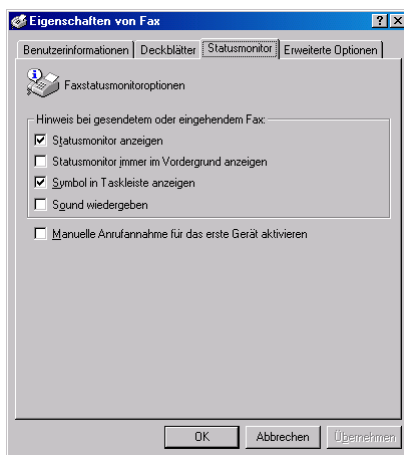 Eigenschaften von Fax
Benutzerinformationen Deckblätter Statusmonitor Erweiterte Optionen
Faxstatusmonitoroptionen
Hinweis bei gesendetem oder eingehendem Fax:
Statusmonitor anzeigen
Statusmonitor immer im Vordergrund anzeigen
Symbol in Taskleiste anzeigen
Sound wiedergeben
Manuelle Anrufannahme für das erste Gerät aktivieren
OK Abbrechen Übernehmen